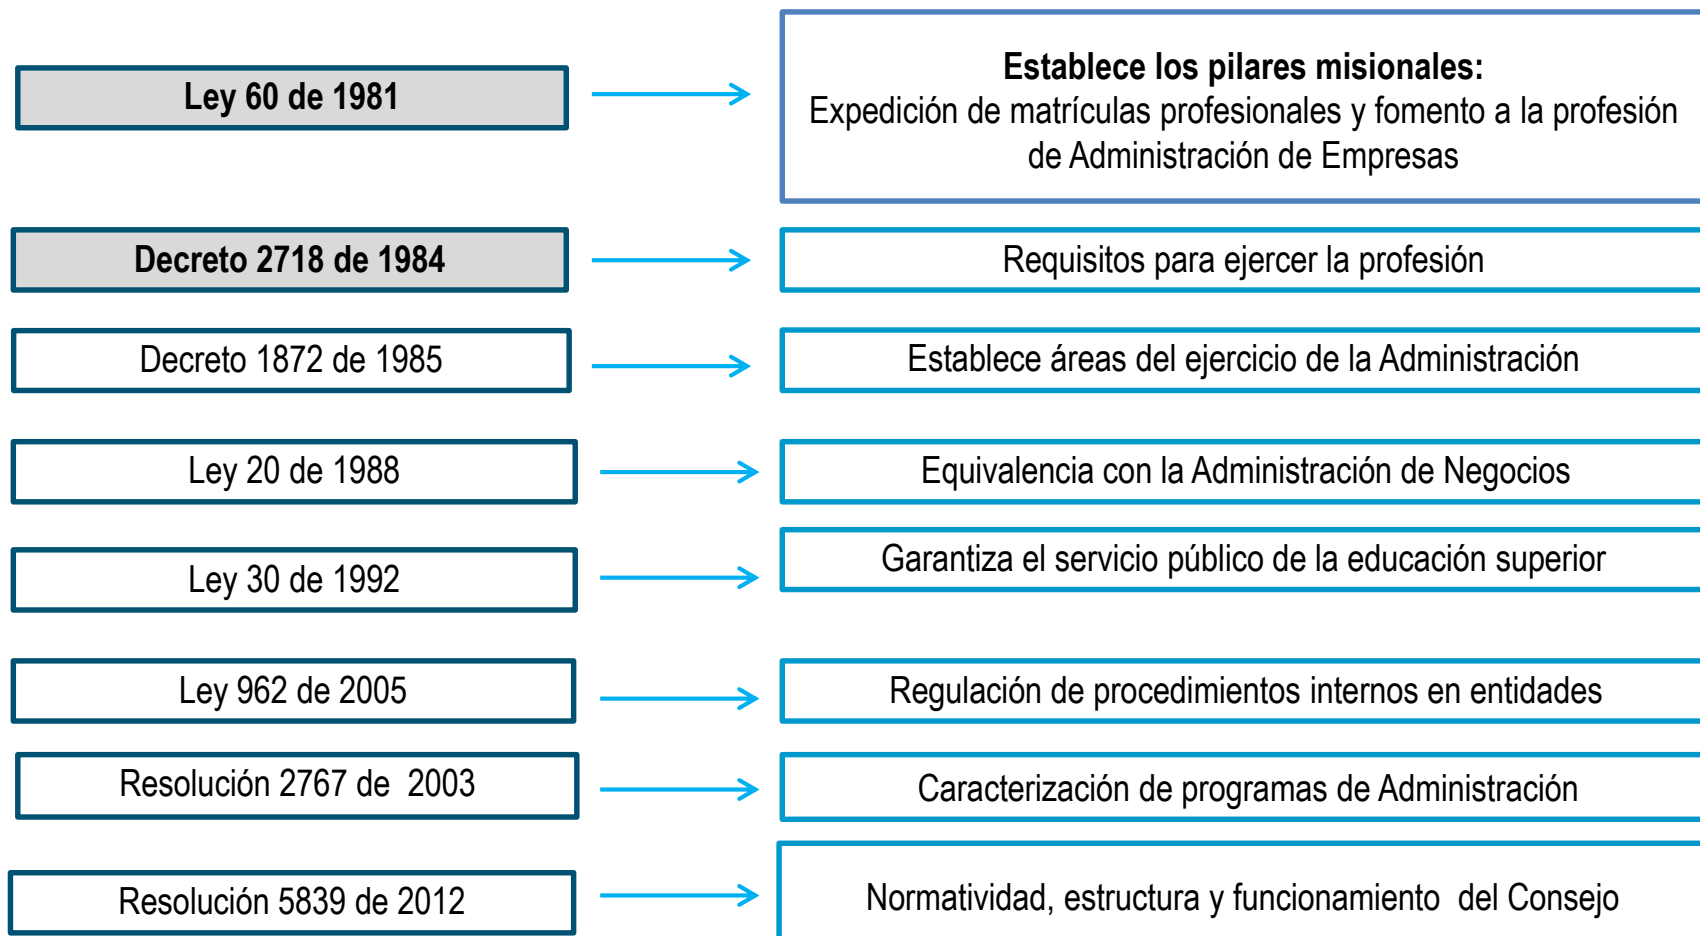 Ley 60 de 1981
Establece los pilares misionales:
Expedición de matrículas profesionales y fomento a la profesión
de Administración de Empresas
Decreto 2718 de 1984
Requisitos para ejercer la profesión
Decreto 1872 de 1985
Establece áreas del ejercicio de la Administración
Ley 20 de 1988
Equivalencia con la Administración de Negocios
Ley 30 de 1992
Garantiza el servicio público de la educación superior
Ley 962 de 2005
Regulación de procedimientos internos en entidades
Resolución 2767 de 2003
Caracterización de programas de Administración
Resolución 5839 de 2012
Normatividad, estructura y funcionamiento del Consejo